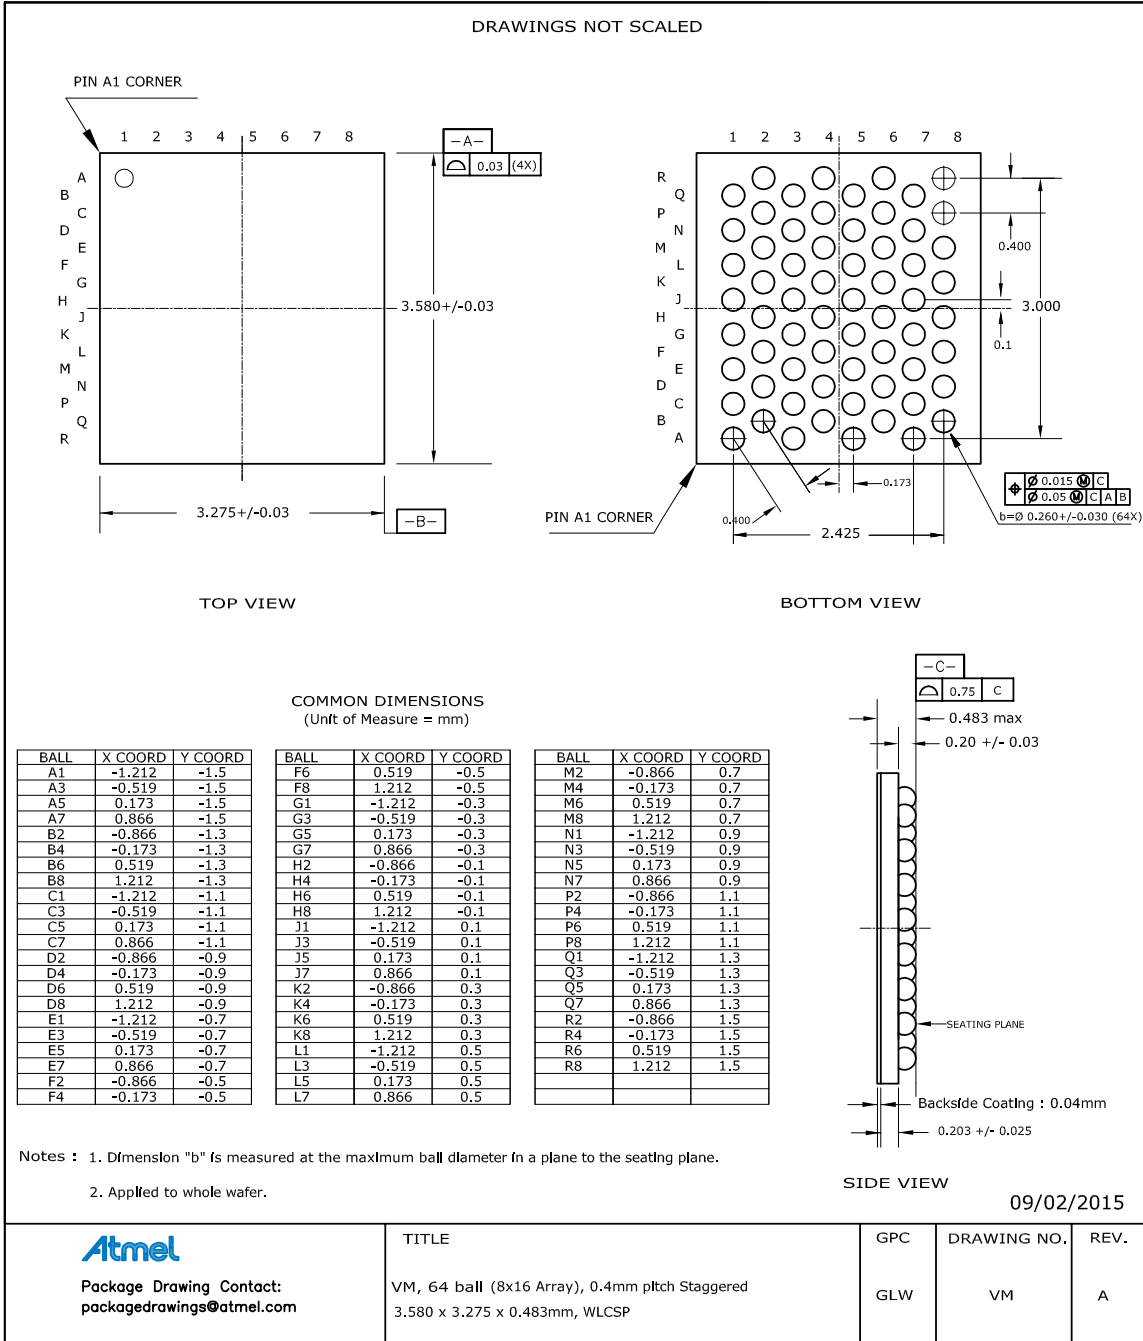 DRAWINGS NOT SCALED
PIN A1 CORNER
1 2 3 4 5 6 7 8
A
B
C
D
E
F
G
H
J
K
L
M
N
P
Q
R
-A-
0.03 (4X)
3.580+/-0.03
3.275+/-0.03
-B-
TOP VIEW
1 2 3 4 5 6 7 8
R
Q
P
N
M
L
K
J
H
G
F
E
D
C
B
A
0.400
3.000
0.1
0.173
0.400
2.425
PIN A1 CORNER
Ø 0.015 Ⓜ C
Ø 0.05 Ⓜ C A B
b=Ø 0.260+/-0.030 (64X)
BOTTOM VIEW
COMMON DIMENSIONS
(Unit of Measure = mm)
BALL X COORD Y COORD
A1 -1.212 -1.5
A3 -0.519 -1.5
A5 0.173 -1.5
A7 0.866 -1.5
B2 -0.866 -1.3
B4 -0.173 -1.3
B6 0.519 -1.3
B8 1.212 -1.3
C1 -1.212 -1.1
C3 -0.519 -1.1
C5 0.173 -1.1
C7 0.866 -1.1
D2 -0.866 -0.9
D4 -0.173 -0.9
D6 0.519 -0.9
D8 1.212 -0.9
E1 -1.212 -0.7
E3 -0.519 -0.7
E5 0.173 -0.7
E7 0.866 -0.7
F2 -0.866 -0.5
F4 -0.173 -0.5
BALL X COORD Y COORD
F6 0.519 -0.5
F8 1.212 -0.5
G1 -1.212 -0.3
G3 -0.519 -0.3
G5 0.173 -0.3
G7 0.866 -0.3
H2 -0.866 -0.1
H4 -0.173 -0.1
H6 0.519 -0.1
H8 1.212 -0.1
J1 -1.212 0.1
J3 -0.519 0.1
J5 0.173 0.1
J7 0.866 0.1
K2 -0.866 0.3
K4 -0.173 0.3
K6 0.519 0.3
K8 1.212 0.3
L1 -1.212 0.5
L3 -0.519 0.5
L5 0.173 0.5
L7 0.866 0.5
BALL X COORD Y COORD
M2 -0.866 0.7
M4 -0.173 0.7
M6 0.519 0.7
M8 1.212 0.7
N1 -1.212 0.9
N3 -0.519 0.9
N5 0.173 0.9
N7 0.866 0.9
P2 -0.866 1.1
P4 -0.173 1.1
P6 0.519 1.1
P8 1.212 1.1
Q1 -1.212 1.3
Q3 -0.519 1.3
Q5 0.173 1.3
Q7 0.866 1.3
R2 -0.866 1.5
R4 -0.173 1.5
R6 0.519 1.5
R8 1.212 1.5
-C-
0.75 C
0.483 max
0.20 +/- 0.03
SEATING PLANE
Backside Coating : 0.04mm
0.203 +/- 0.025
SIDE VIEW
Notes : 1. Dimension "b" is measured at the maximum ball diameter in a plane to the seating plane.
2. Applied to whole wafer.
09/02/2015
Atmel
Package Drawing Contact:
packagedrawings@atmel.com
TITLE
VM, 64 ball (8x16 Array), 0.4mm pitch Staggered
3.580 x 3.275 x 0.483mm, WLCSP
GPC
GLW
DRAWING NO.
VM
REV.
A